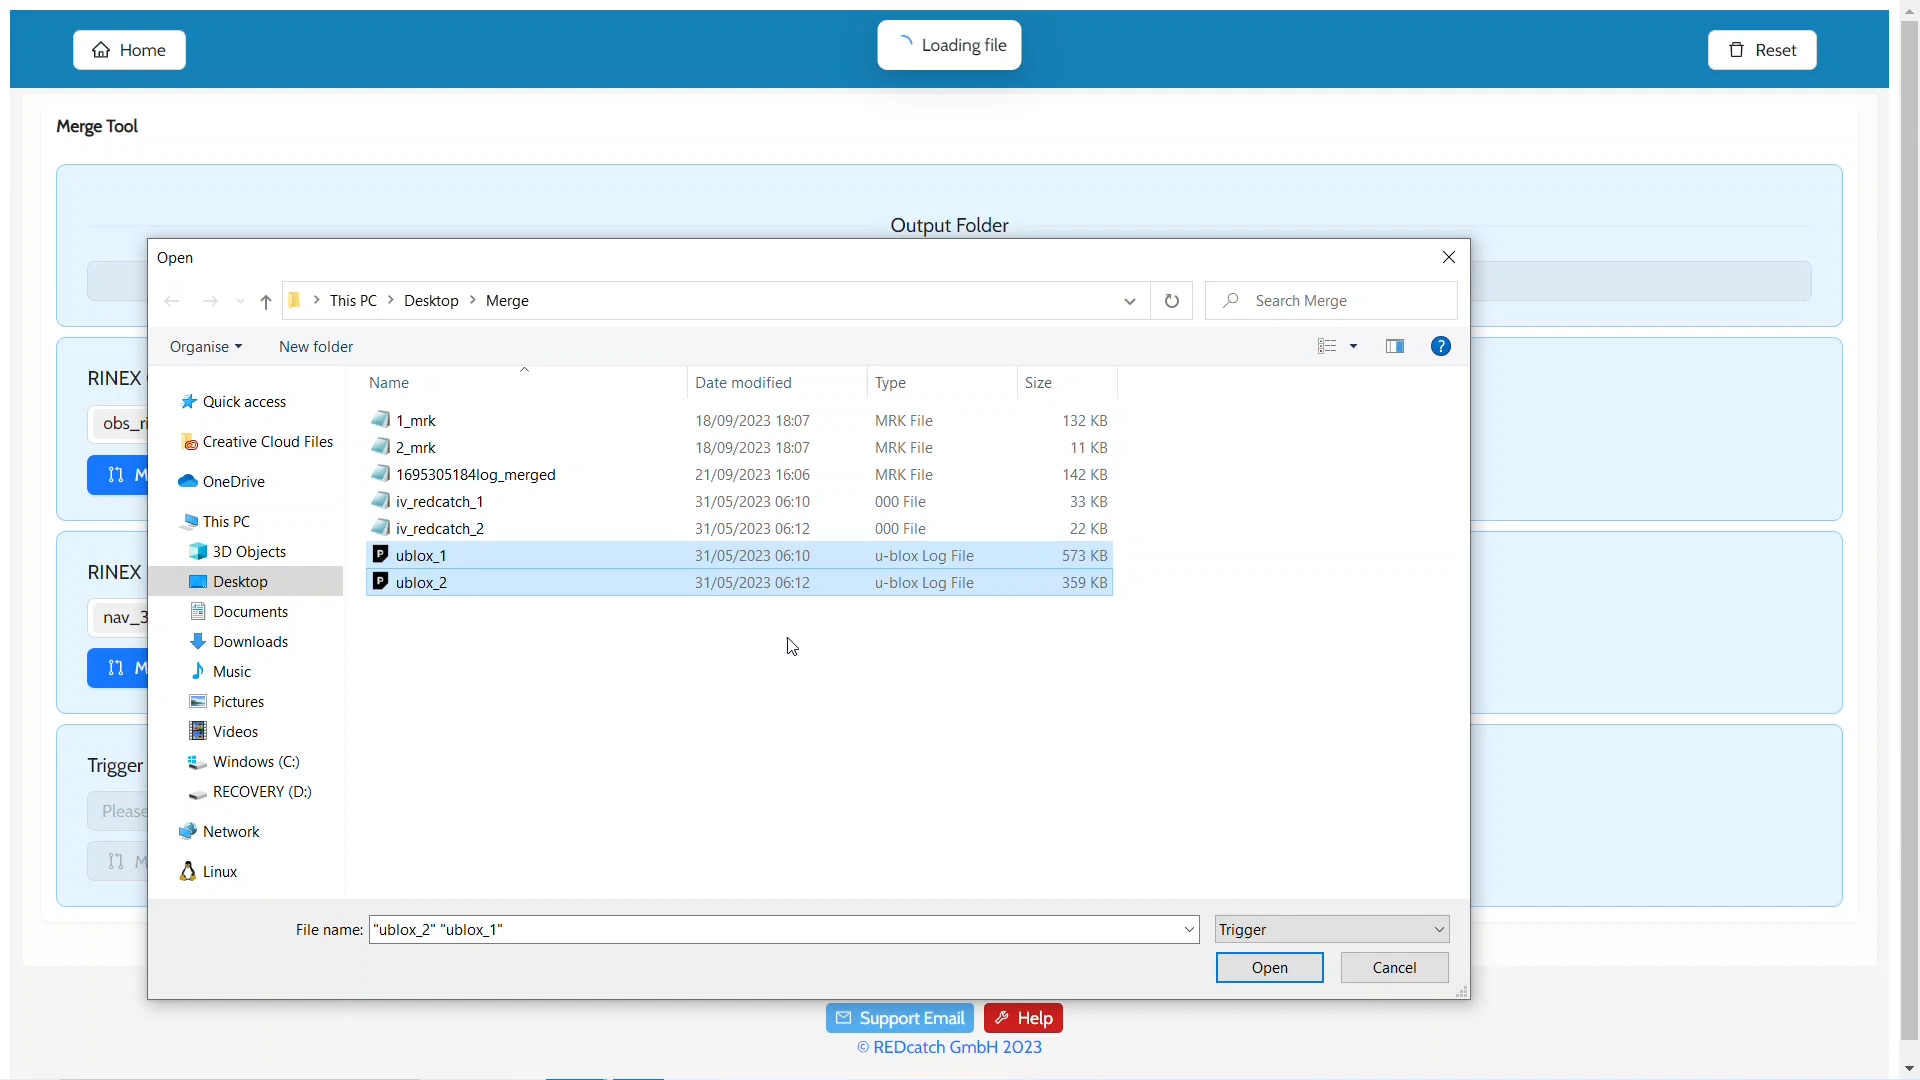 Home
Loading file
Reset
Merge Tool
Output Folder
Open
This PC > Desktop > Merge
Search Merge
Organise
New folder
?
Name Date modified Type Size
Quick access
Creative Cloud Files
OneDrive
This PC
3D Objects
Desktop
Documents
Downloads
Music
Pictures
Videos
Windows (C:)
RECOVERY (D:)
Network
Linux
1_mrk 18/09/2023 18:07 MRK File 132 KB
2_mrk 18/09/2023 18:07 MRK File 11 KB
1695305184log_merged 21/09/2023 16:06 MRK File 142 KB
iv_redcatch_1 31/05/2023 06:10 000 File 33 KB
iv_redcatch_2 31/05/2023 06:12 000 File 22 KB
ublox_1 31/05/2023 06:10 u-blox Log File 573 KB
ublox_2 31/05/2023 06:12 u-blox Log File 359 KB
RINEX
obs_ri
M
RINEX
nav_3
M
Trigger
Please
M
File name: "ublox_2" "ublox_1"
Trigger
Open
Cancel
Support Email
Help
© REDcatch GmbH 2023